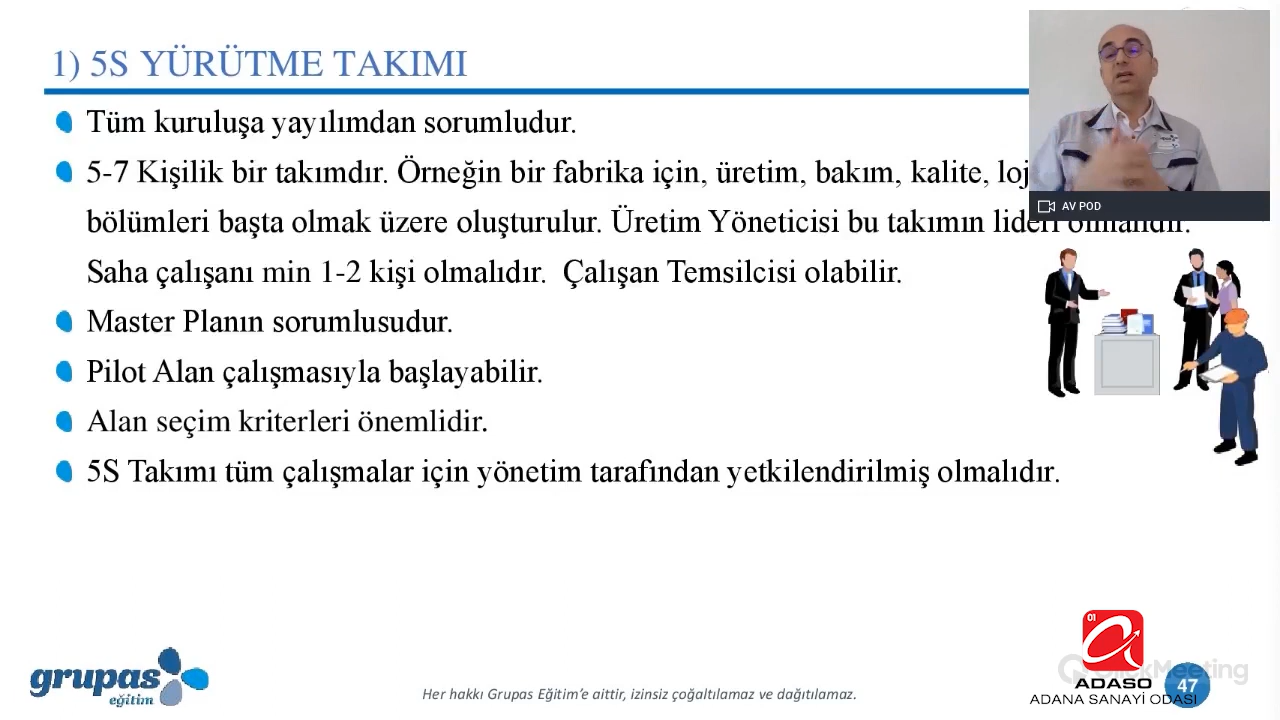 1) 5S YÜRÜTME TAKIMI
Tüm kuruluşa yayılımdan sorumludur.
5-7 Kişilik bir takımdır. Örneğin bir fabrika için, üretim, bakım, kalite,
bölümleri başta olmak üzere oluşturulur. Üretim Yöneticisi bu takımın lideri olmalıdır.
Saha çalışanı min 1-2 kişi olmalıdır. Çalışan Temsilcisi olabilir.
Master Planın sorumlusudur.
Pilot Alan çalışmasıyla başlayabilir.
Alan seçim kriterleri önemlidir.
5S Takımı tüm çalışmalar için yönetim tarafından yetkilendirilmiş olmalıdır.
AV POD
grupas
eğitim
Her hakkı Grupas Eğitim’e aittir, izinsiz çoğaltılamaz ve dağıtılamaz.
01
ClickMeeting
ADASO
ADANA SANAYİ ODASI
47